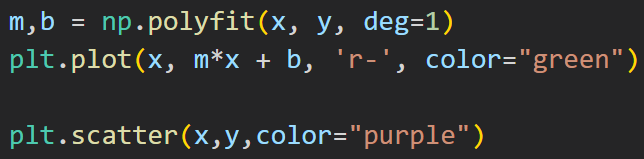 m,b = np.polyfit(x, y, deg=1)
plt.plot(x, m*x + b, 'r-', color="green")
plt.scatter(x,y,color="purple")